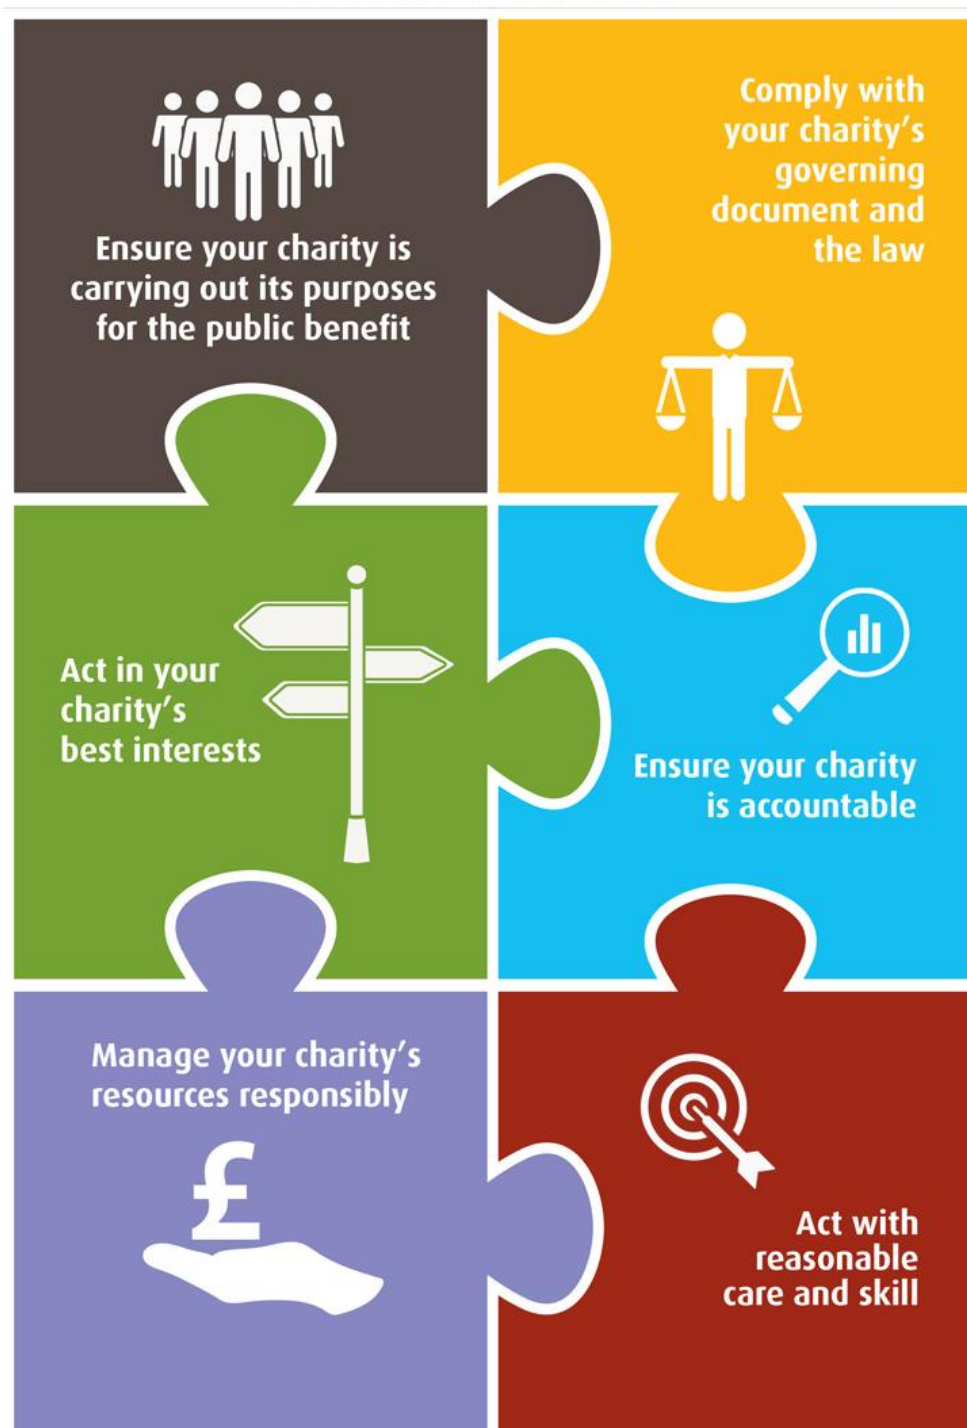 Ensure your charity is
carrying out its purposes
for the public benefit
Comply with
your charity’s
governing
document and
the law
Act in your
charity’s
best interests
Ensure your charity
is accountable
Manage your charity’s
resources responsibly
£
Act with
reasonable
care and skill